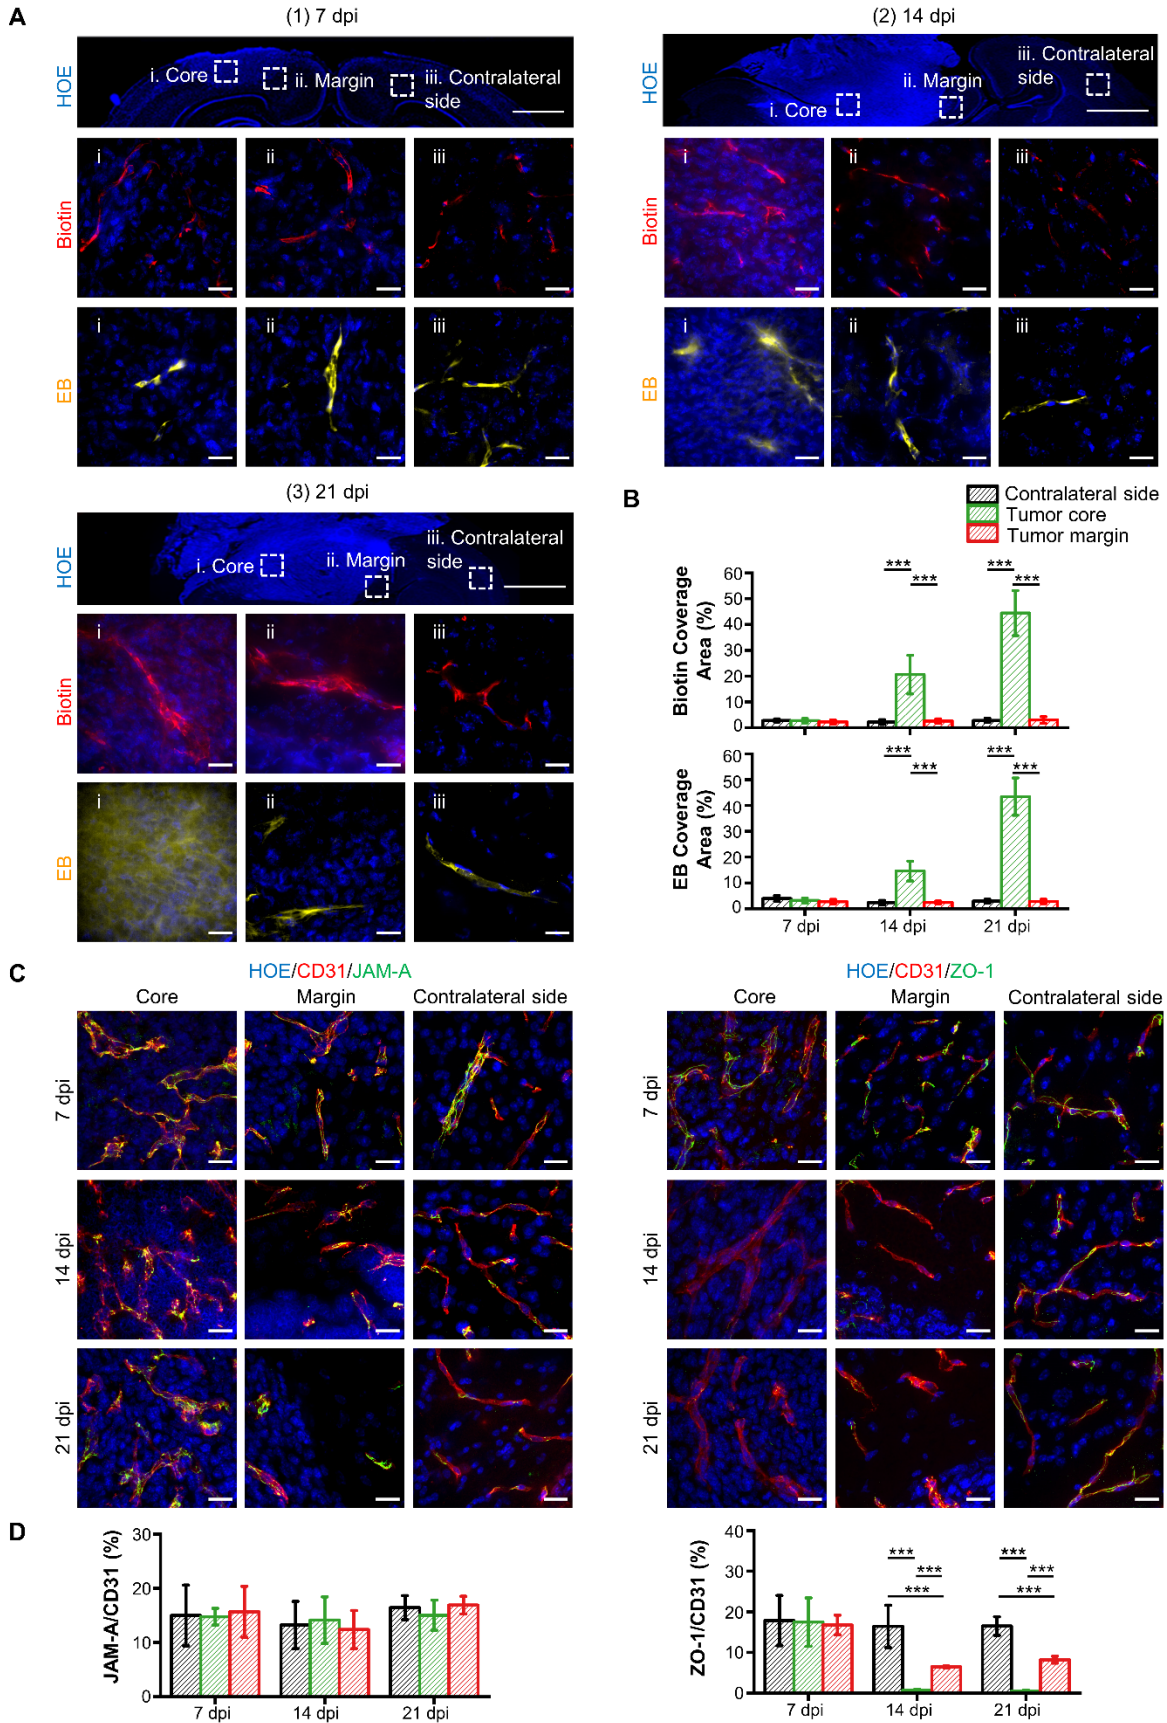 A
(1) 7 dpi
HOE
i. Core
ii. Margin
iii. Contralateral
side
Biotin
i
ii
iii
EB
i
ii
iii
(2) 14 dpi
HOE
i. Core
ii. Margin
iii. Contralateral
side
Biotin
i
ii
iii
EB
i
ii
iii
(3) 21 dpi
HOE
i. Core
ii. Margin
iii. Contralateral
side
Biotin
i
ii
iii
EB
i
ii
iii
B
Contralateral side
Tumor core
Tumor margin
Biotin Coverage
Area (%)
60
50
40
30
20
10
0
*** *** *** ***
EB Coverage
Area (%)
60
50
40
30
20
10
0
*** *** *** ***
7 dpi 14 dpi 21 dpi
C
HOE/CD31/JAM-A
Core Margin Contralateral side
7 dpi
14 dpi
21 dpi
HOE/CD31/ZO-1
Core Margin Contralateral side
7 dpi
14 dpi
21 dpi
D
JAM-A/CD31 (%)
30
20
10
0
7 dpi 14 dpi 21 dpi
ZO-1/CD31 (%)
40
30
20
10
0
*** *** *** *** *** ***
7 dpi 14 dpi 21 dpi